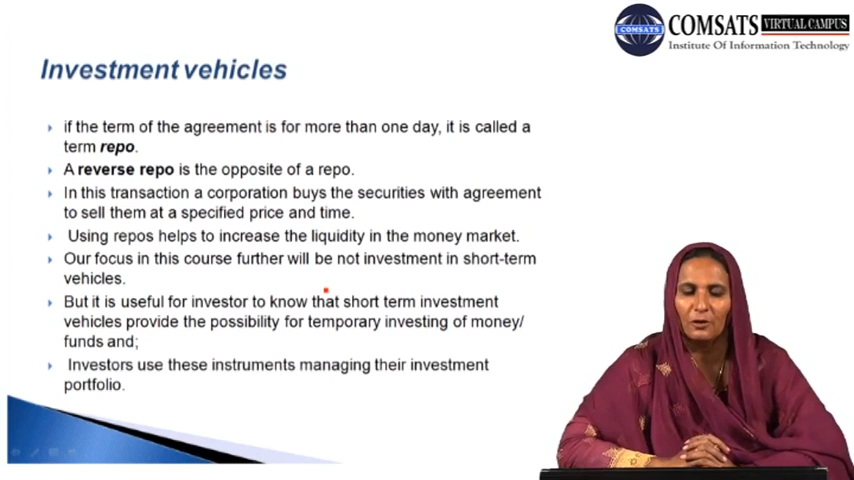 COMSATS
COMSATS VIRTUAL CAMPUS
Institute Of Information Technology
Investment vehicles
if the term of the agreement is for more than one day, it is called a
term repo.
A reverse repo is the opposite of a repo.
In this transaction a corporation buys the securities with agreement
to sell them at a specified price and time.
Using repos helps to increase the liquidity in the money market.
Our focus in this course further will be not investment in short-term
vehicles.
But it is useful for investor to know that short term investment
vehicles provide the possibility for temporary investing of money/
funds and;
Investors use these instruments managing their investment
portfolio.